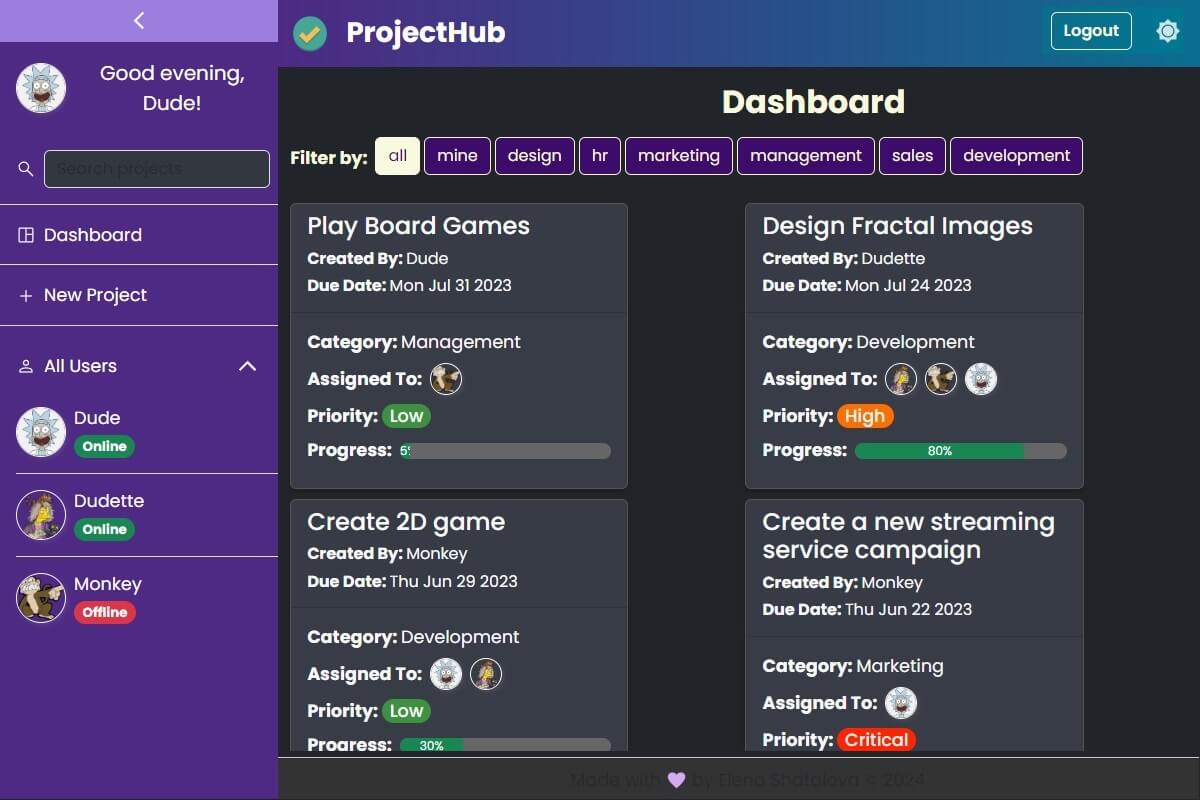 Good evening,
Dude!
Search projects
Dashboard
New Project
All Users
Dude
Online
Dudette
Online
Monkey
Offline
ProjectHub
Logout
Dashboard
Filter by: all mine design hr marketing management sales development
Play Board Games
Created By: Dude
Due Date: Mon Jul 31 2023
Category: Management
Assigned To:
Priority: Low
Progress:
Design Fractal Images
Created By: Dudette
Due Date: Mon Jul 24 2023
Category: Development
Assigned To:
Priority: High
Progress: 80%
Create 2D game
Created By: Monkey
Due Date: Thu Jun 29 2023
Category: Development
Assigned To:
Priority: Low
Progress: 30%
Create a new streaming
service campaign
Created By: Monkey
Due Date: Thu Jun 22 2023
Category: Marketing
Assigned To:
Priority: Critical
Made with 💜 by Elena Shatalova © 2024